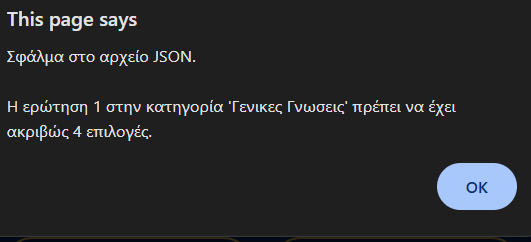 This page says
Σφάλμα στο αρχείο JSON.
Η ερώτηση 1 στην κατηγορία 'Γενικες Γνωσεις' πρέπει να έχει
ακριβώς 4 επιλογές.
OK